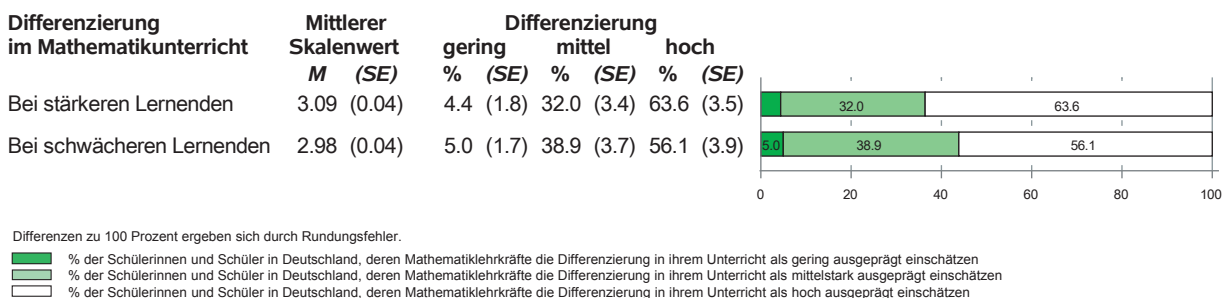 Differenzierung Mittlerer Differenzierung
im Mathematikunterricht Skalenwert gering mittel hoch
M (SE) % (SE) % (SE) % (SE)
Bei stärkeren Lernenden 3.09 (0.04) 4.4 (1.8) 32.0 (3.4) 63.6 (3.5) 32.0 63.6
Bei schwächeren Lernenden 2.98 (0.04) 5.0 (1.7) 38.9 (3.7) 56.1 (3.9) 5.0 38.9 56.1
0 20 40 60 80 100
Differenzen zu 100 Prozent ergeben sich durch Rundungsfehler.
% der Schülerinnen und Schüler in Deutschland, deren Mathematiklehrkräfte die Differenzierung in ihrem Unterricht als gering ausgeprägt einschätzen
% der Schülerinnen und Schüler in Deutschland, deren Mathematiklehrkräfte die Differenzierung in ihrem Unterricht als mittelstark ausgeprägt einschätzen
% der Schülerinnen und Schüler in Deutschland, deren Mathematiklehrkräfte die Differenzierung in ihrem Unterricht als hoch ausgeprägt einschätzen